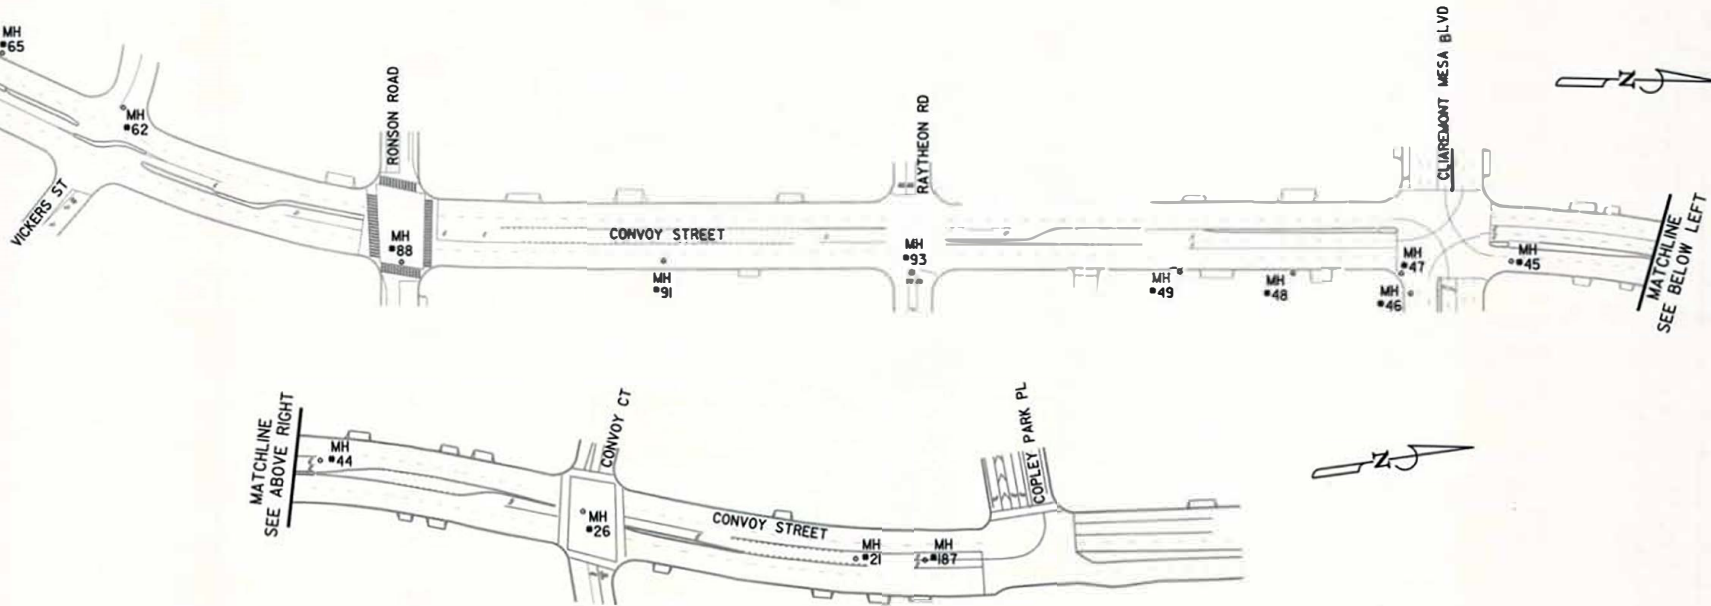 MH
#65
MH
#62
VICKERS ST
RONSON ROAD
MH
#88
CONVOY STREET
MH
#91
RAYTHEON RD
MH
#93
MH
#49
MH
#48
MH
#47
MH
#46
CLIAREMONT MESA BLVD
MH
#45
N
MATCHLINE
SEE BELOW LEFT
MATCHLINE
SEE ABOVE RIGHT
MH
#44
CONVOY CT
MH
#26
CONVOY STREET
MH
#21
MH
#187
COPLEY PARK PL
N